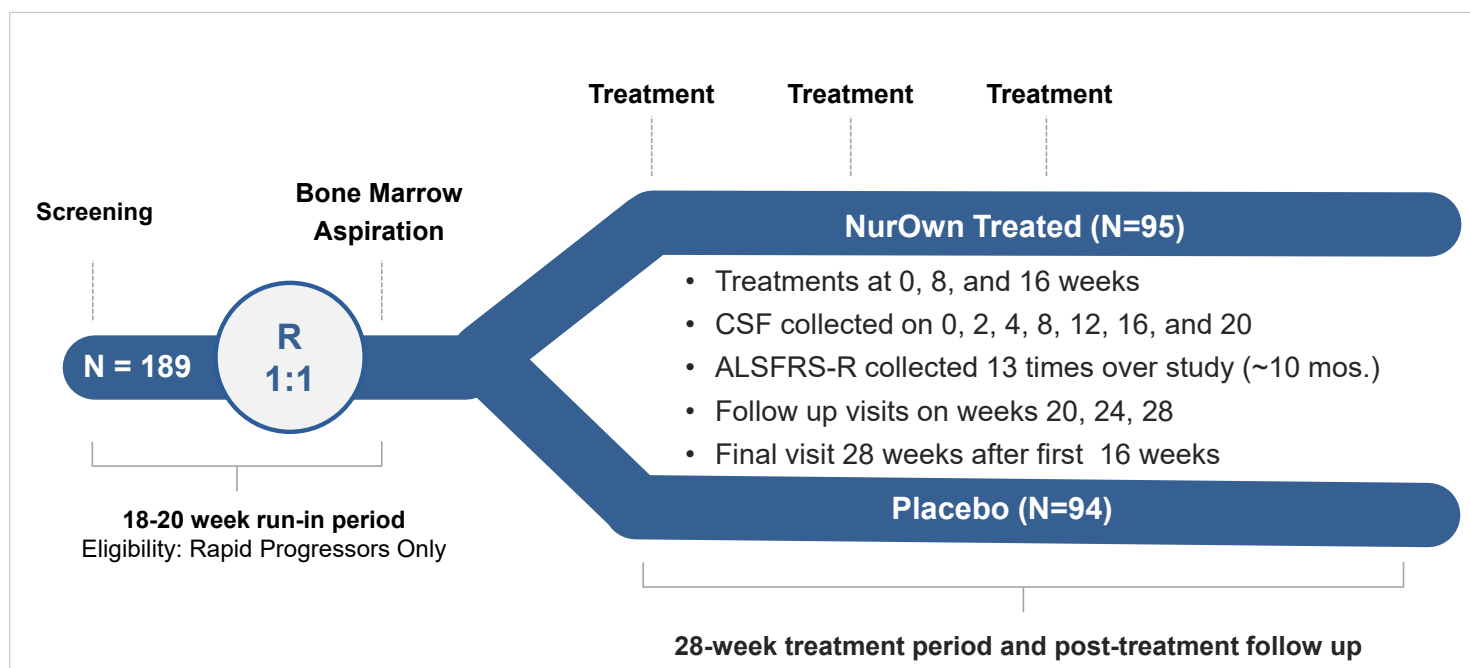 Treatment
Treatment
Treatment
Screening
Bone Marrow
Aspiration
N = 189
R
1:1
NurOwn Treated (N=95)
• Treatments at 0, 8, and 16 weeks
• CSF collected on 0, 2, 4, 8, 12, 16, and 20
• ALSFRS-R collected 13 times over study (~10 mos.)
• Follow up visits on weeks 20, 24, 28
• Final visit 28 weeks after first  16 weeks
Placebo (N=94)
18-20 week run-in period
Eligibility: Rapid Progressors Only
28-week treatment period and post-treatment follow up